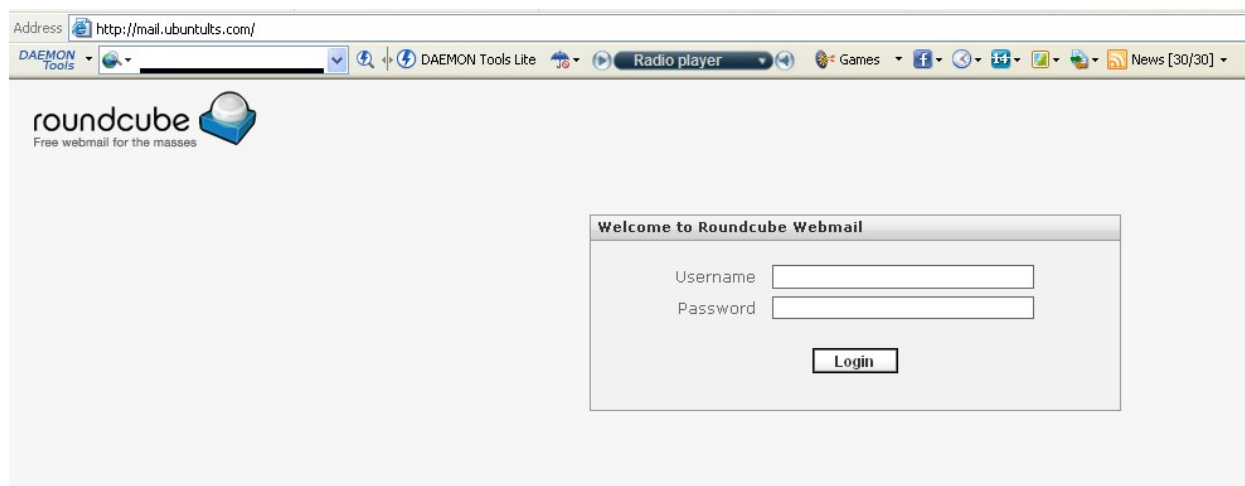 Address http://mail.ubuntults.com/
DAEMON Tools DAEMON Tools Lite Radio player Games 14 News [30/30]
roundcube
Free webmail for the masses
Welcome to Roundcube Webmail
Username
Password
Login